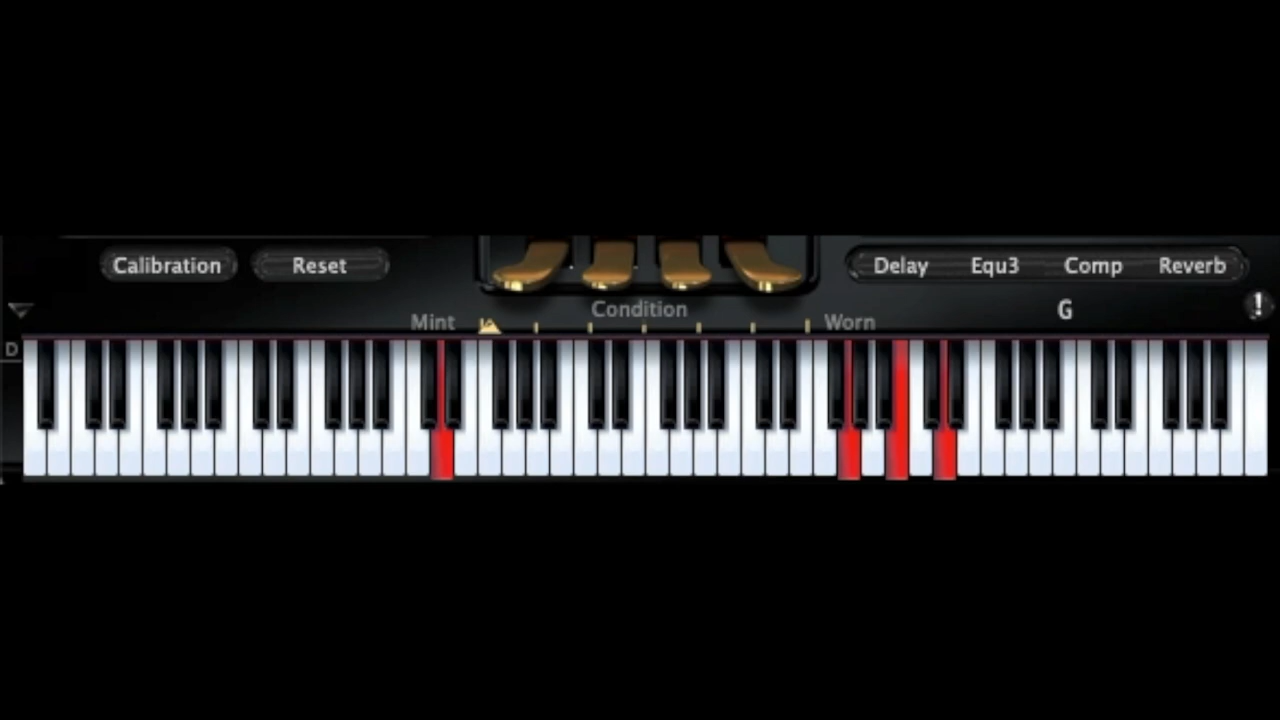 Calibration Reset Delay Equ3 Comp Reverb
Condition G !
Mint Worn
D